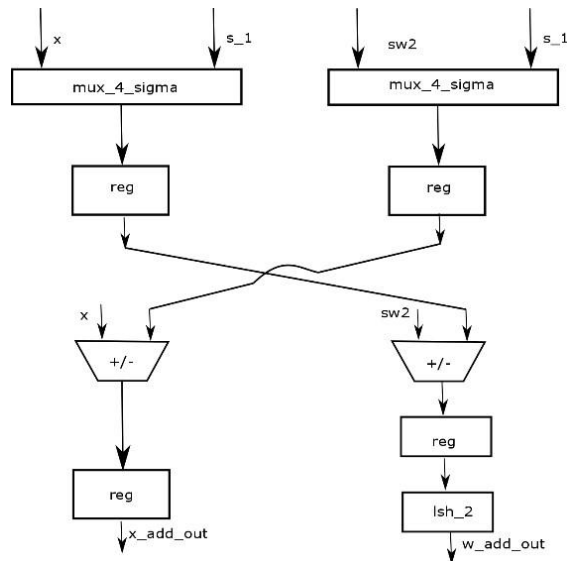 x s_1 sw2 s_1
mux_4_sigma mux_4_sigma
reg reg
x sw2
+/- +/-
reg
reg lsh_2
x_add_out w_add_out